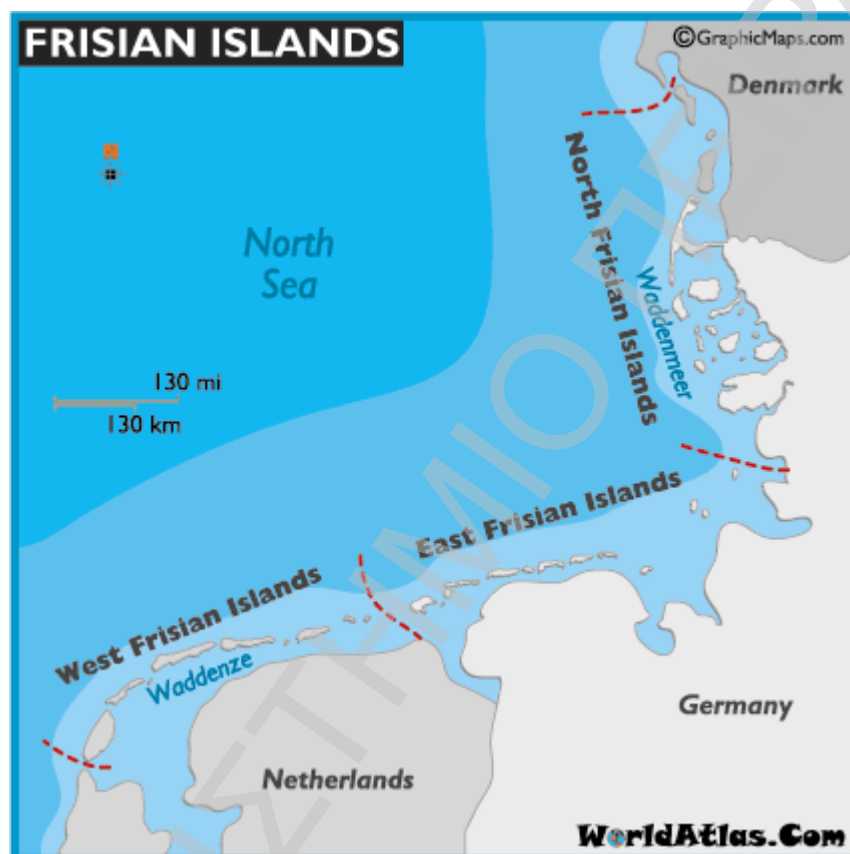 FRISIAN ISLANDS
©GraphicMaps.com
Denmark
North Frisian Islands
North
Sea
Waddenmeer
130 mi
130 km
East Frisian Islands
West Frisian Islands
Waddenze
Germany
Netherlands
WorldAtlas.Com